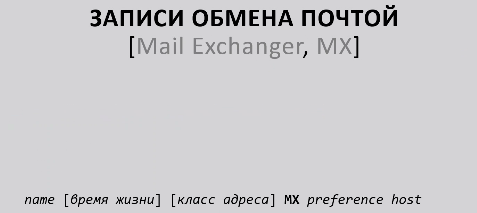 ЗАПИСИ ОБМЕНА ПОЧТОЙ
[Mail Exchanger, MX]
name [время жизни] [класс адреса] MX preference host